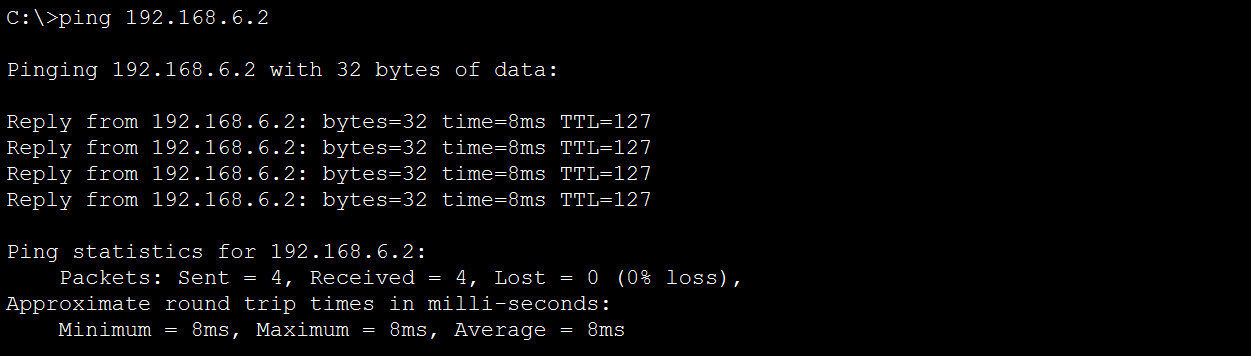 C:\>ping 192.168.6.2
Pinging 192.168.6.2 with 32 bytes of data:
Reply from 192.168.6.2: bytes=32 time=8ms TTL=127
Reply from 192.168.6.2: bytes=32 time=8ms TTL=127
Reply from 192.168.6.2: bytes=32 time=8ms TTL=127
Reply from 192.168.6.2: bytes=32 time=8ms TTL=127
Ping statistics for 192.168.6.2:
    Packets: Sent = 4, Received = 4, Lost = 0 (0% loss),
Approximate round trip times in milli-seconds:
    Minimum = 8ms, Maximum = 8ms, Average = 8ms